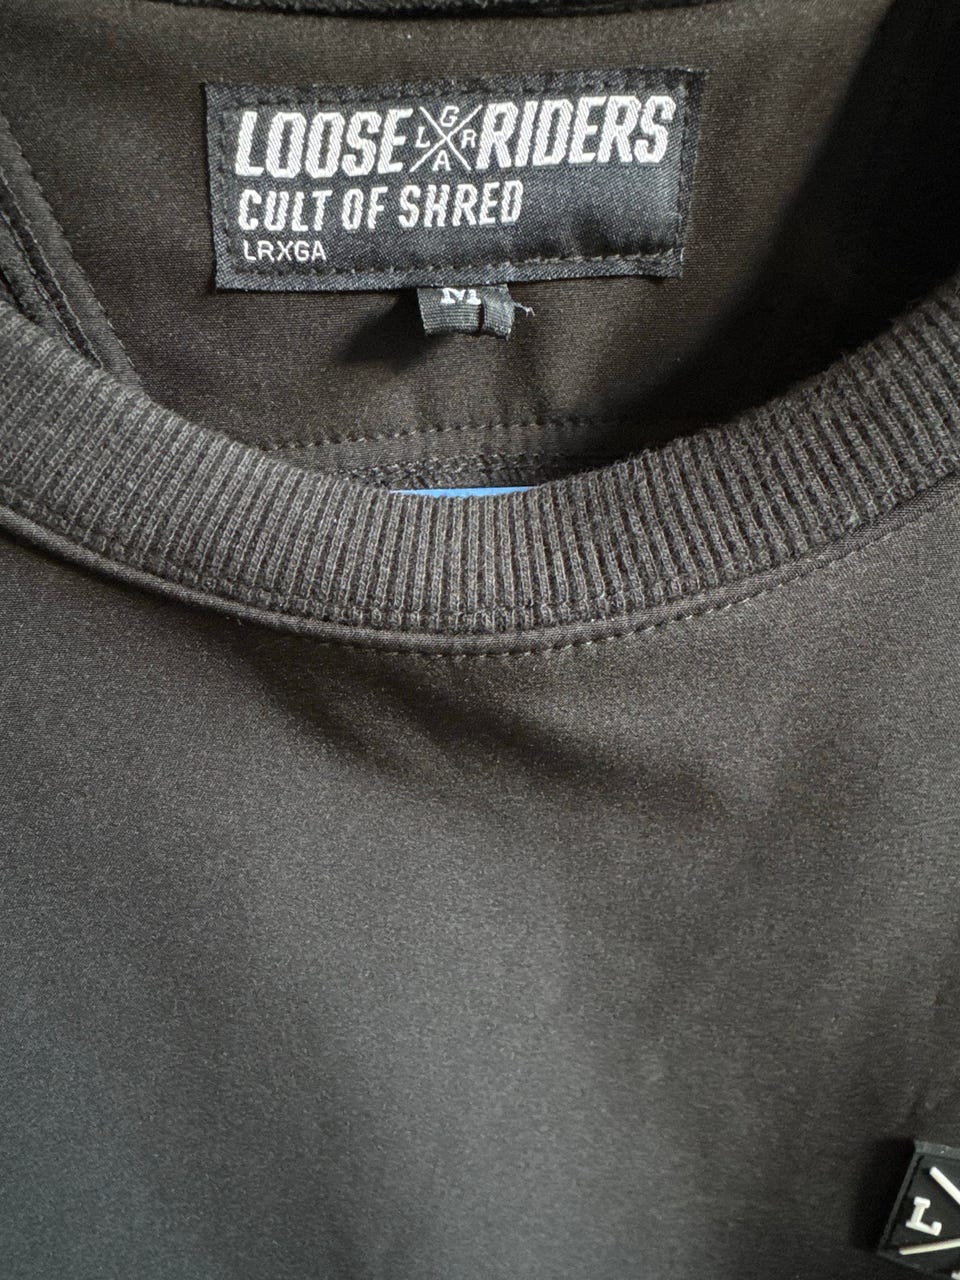 LOOSE RIDERS
G
L R
A
CULT OF SHRED
LRXGA
M
L